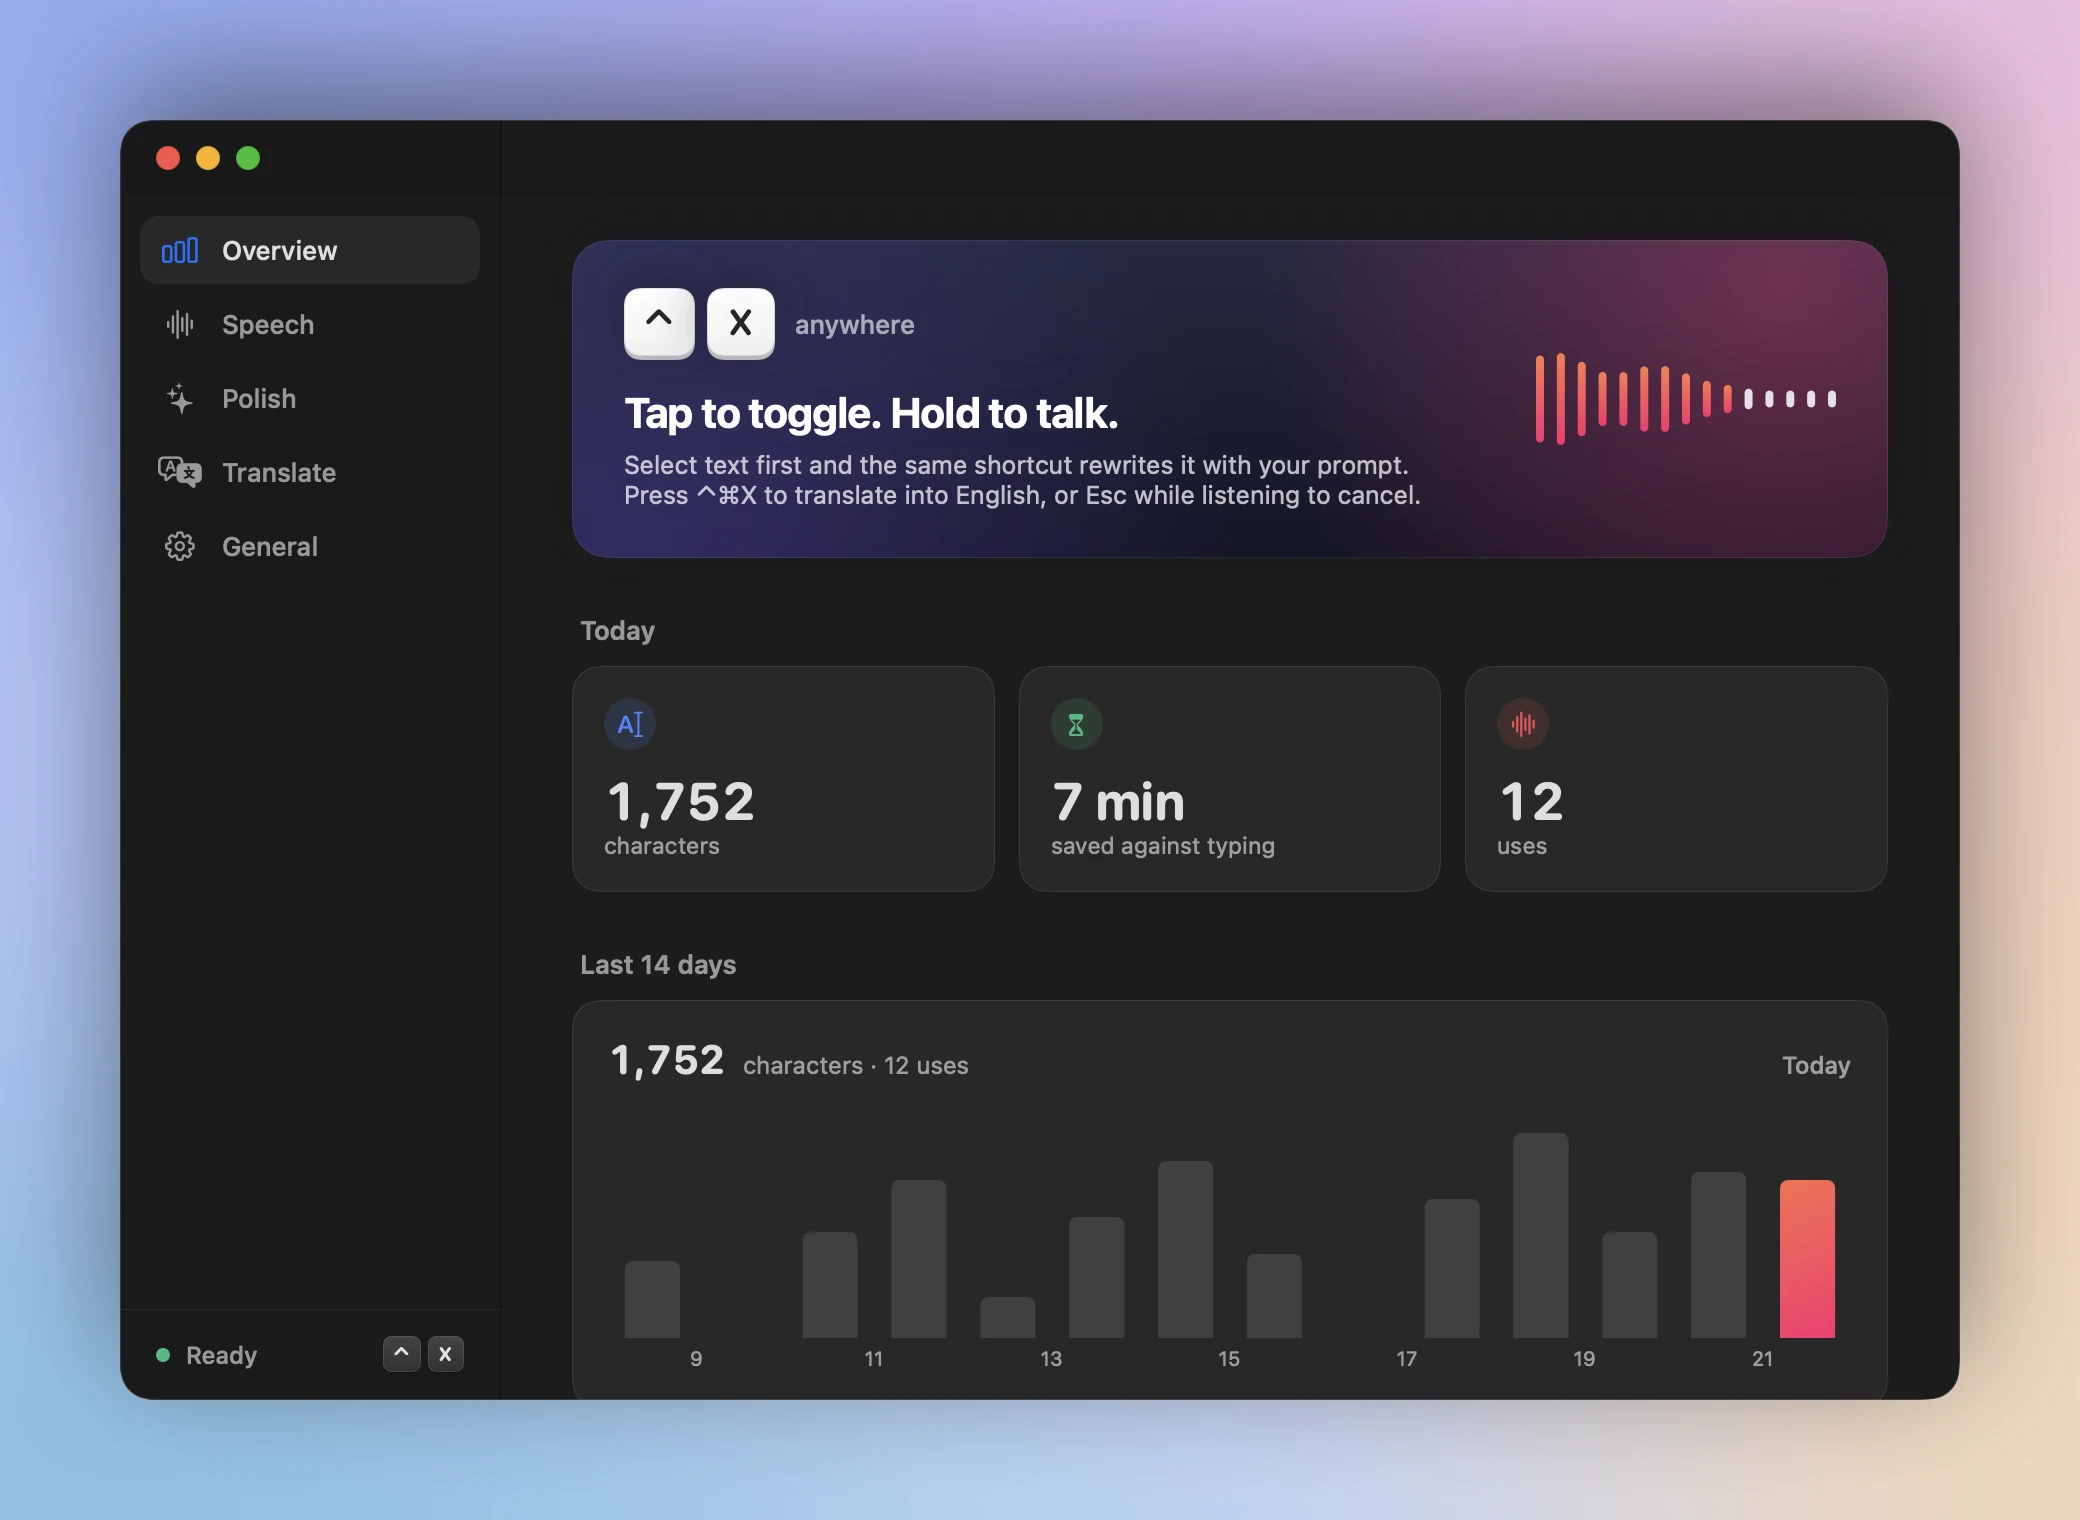 Overview
Speech
Polish
Translate
General
Ready
^ X
^ X anywhere
Tap to toggle. Hold to talk.
Select text first and the same shortcut rewrites it with your prompt.
Press ^⌘X to translate into English, or Esc while listening to cancel.
Today
1,752
characters
7 min
saved against typing
12
uses
Last 14 days
1,752 characters · 12 uses
Today
9 11 13 15 17 19 21